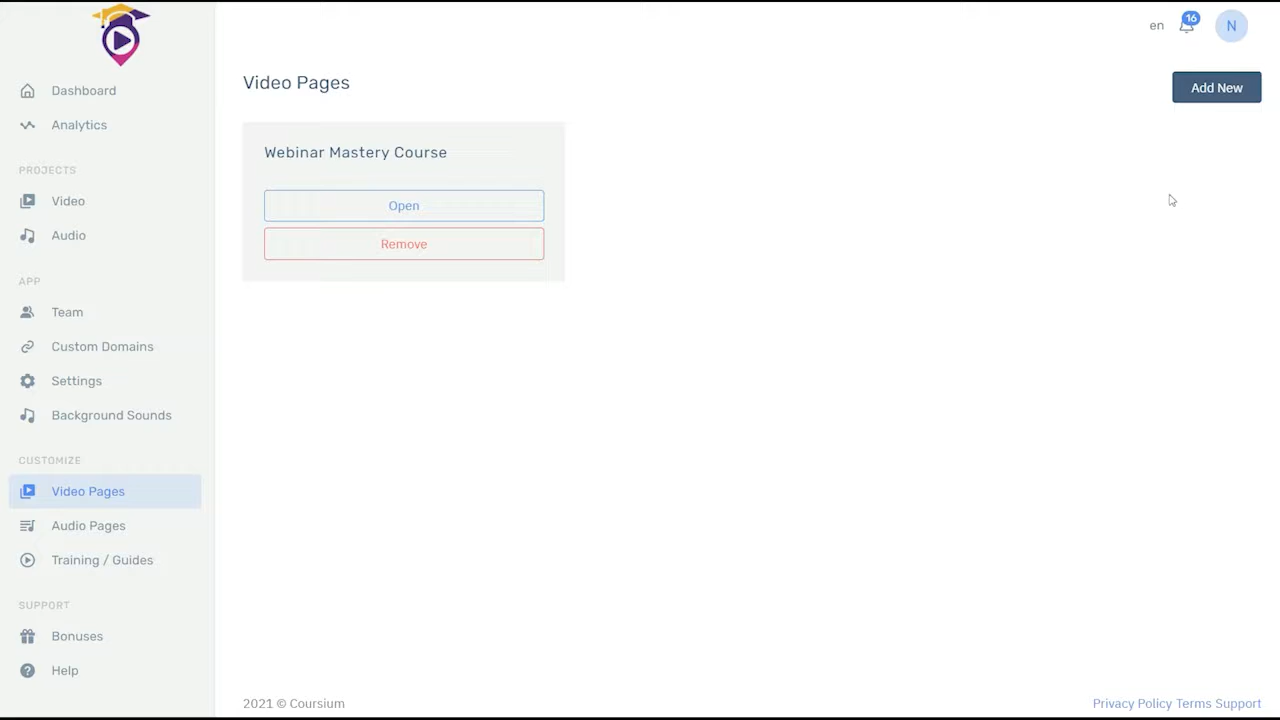 en
16
N
Dashboard
Analytics
PROJECTS
Video
Audio
APP
Team
Custom Domains
Settings
Background Sounds
CUSTOMIZE
Video Pages
Audio Pages
Training / Guides
SUPPORT
Bonuses
Help
Video Pages
Add New
Webinar Mastery Course
Open
Remove
2021 © Coursium
Privacy Policy Terms Support